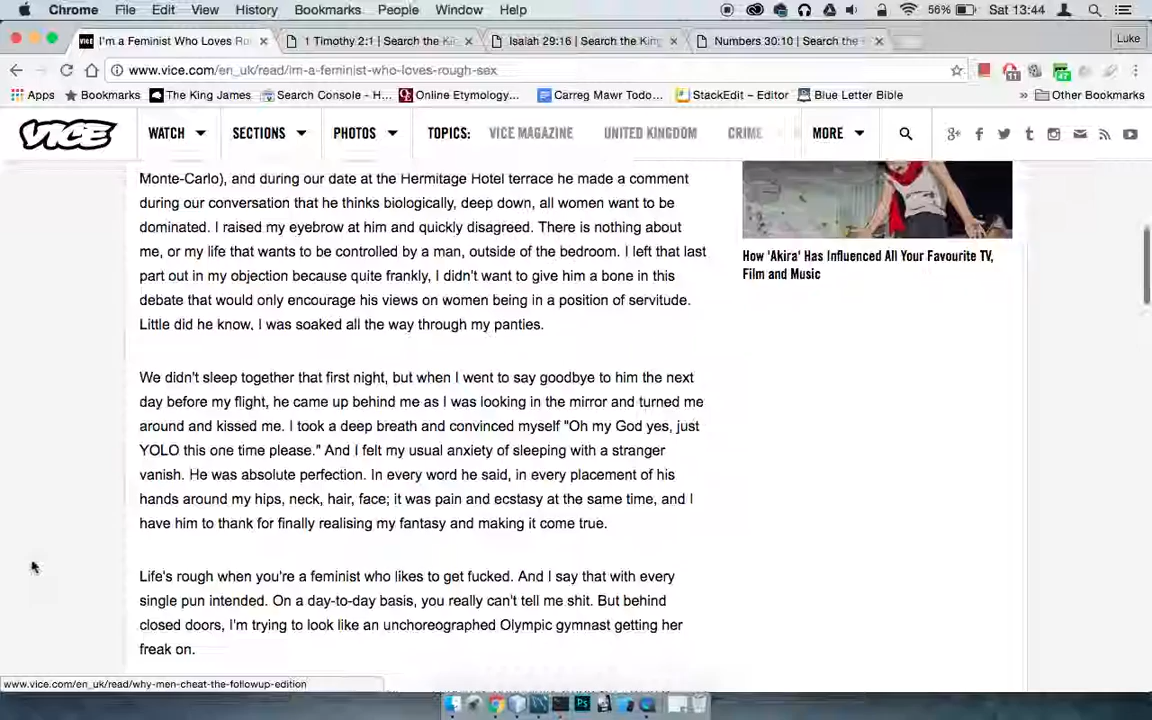 Chrome File Edit View History Bookmarks People Window Help 56% Sat 13:44
I'm a Feminist Who Loves Ro 1 Timothy 2:1 | Search the Kin Isaiah 29:16 | Search the King Numbers 30:10 | Search the Luke
www.vice.com/en_uk/read/im-a-feminist-who-loves-rough-sex 11 47
Apps Bookmarks The King James Search Console - H... Online Etymology... Carreg Mawr Todo... StackEdit – Editor Blue Letter Bible » Other Bookmarks
VICE WATCH SECTIONS PHOTOS TOPICS: VICE MAGAZINE UNITED KINGDOM CRIME MORE
Monte-Carlo), and during our date at the Hermitage Hotel terrace he made a comment
during our conversation that he thinks biologically, deep down, all women want to be
dominated. I raised my eyebrow at him and quickly disagreed. There is nothing about
me, or my life that wants to be controlled by a man, outside of the bedroom. I left that last
part out in my objection because quite frankly, I didn't want to give him a bone in this
debate that would only encourage his views on women being in a position of servitude.
Little did he know, I was soaked all the way through my panties.
How 'Akira' Has Influenced All Your Favourite TV,
Film and Music
We didn't sleep together that first night, but when I went to say goodbye to him the next
day before my flight, he came up behind me as I was looking in the mirror and turned me
around and kissed me. I took a deep breath and convinced myself "Oh my God yes, just
YOLO this one time please." And I felt my usual anxiety of sleeping with a stranger
vanish. He was absolute perfection. In every word he said, in every placement of his
hands around my hips, neck, hair, face; it was pain and ecstasy at the same time, and I
have him to thank for finally realising my fantasy and making it come true.
Life's rough when you're a feminist who likes to get fucked. And I say that with every
single pun intended. On a day-to-day basis, you really can't tell me shit. But behind
closed doors, I'm trying to look like an unchoreographed Olympic gymnast getting her
freak on.
www.vice.com/en_uk/read/why-men-cheat-the-followup-edition
Ps